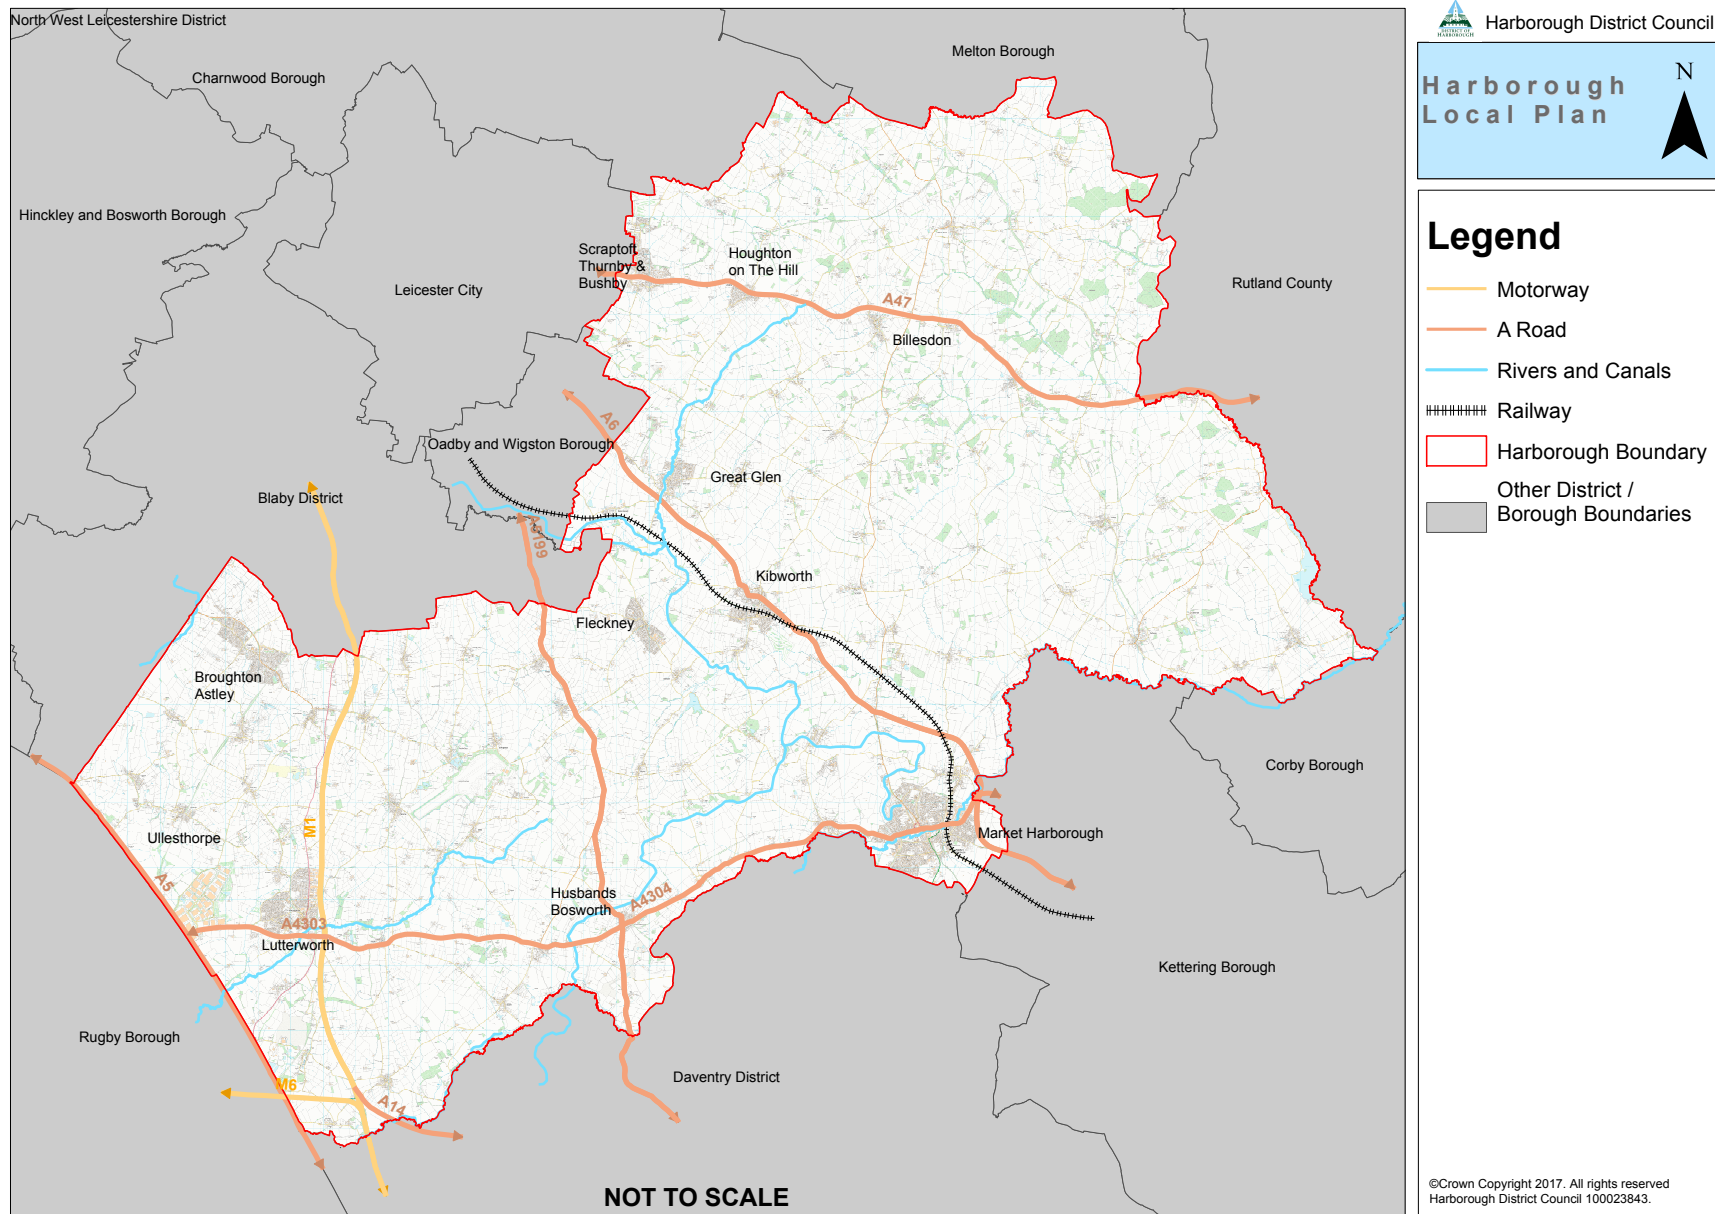 North West Leicestershire District
Charnwood Borough
Melton Borough
Hinckley and Bosworth Borough
Leicester City
Scraptoft
Thurnby &
Bushby
Houghton
on The Hill
A47
Billesdon
Rutland County
A6
Oadby and Wigston Borough
Great Glen
Blaby District
A5199
Kibworth
Fleckney
Broughton
Astley
Corby Borough
M1
Ullesthorpe
Market Harborough
A5
Husbands
Bosworth
A4304
A4303
Lutterworth
Kettering Borough
Rugby Borough
Daventry District
M6
A14
NOT TO SCALE
DISTRICT OF
HARBOROUGH
Harborough District Council
Harborough
Local Plan
N
Legend
Motorway
A Road
Rivers and Canals
Railway
Harborough Boundary
Other District /
Borough Boundaries
©Crown Copyright 2017. All rights reserved
Harborough District Council 100023843.